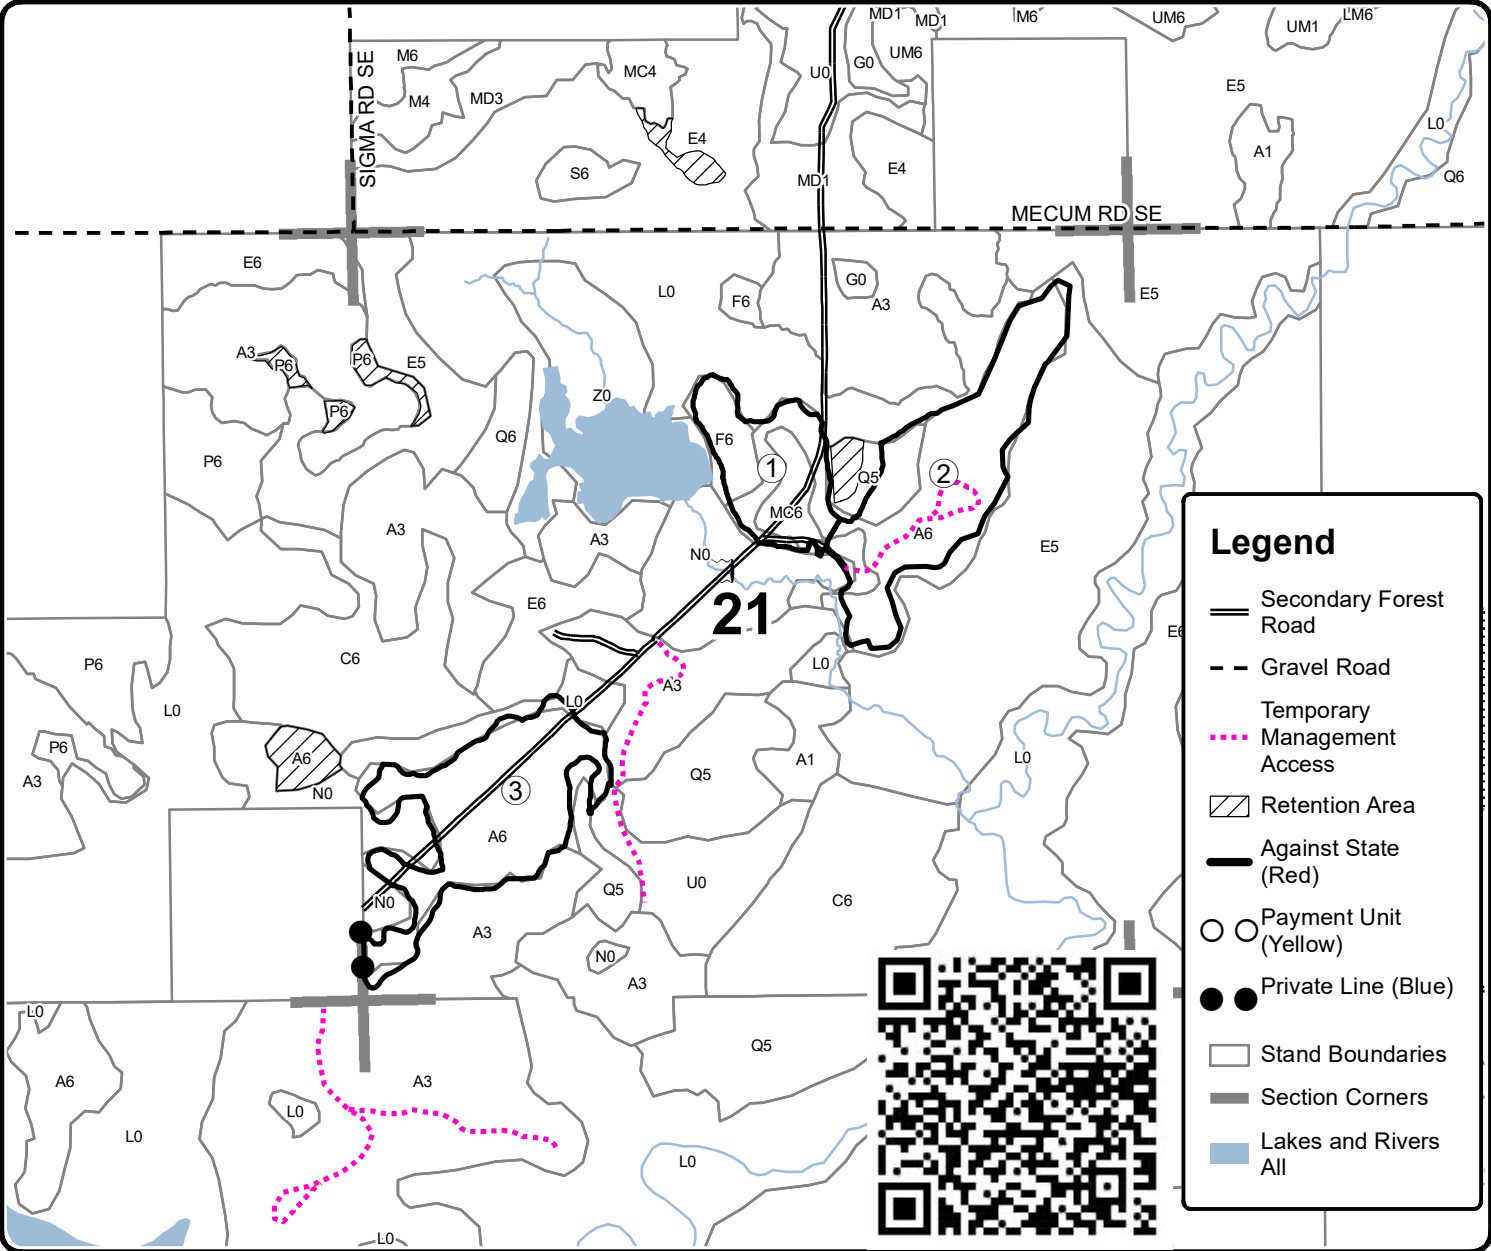 MD1
MD1
M6
UM6
UM1
LM6
SIGMA RD SE
M6
MC4
U0
G0
UM6
M4
MD3
E5
E4
L0
S6
MD1
E4
A1
Q6
MECUM RD SE
E6
L0
F6
G0
A3
E5
A3
P6
P6
E5
P6
Z0
Q6
F6
P6
1
Q5
2
MC6
A3
A3
N0
A6
E5
21
E6
C6
P6
L0
L0
A3
E6
L0
P6
A6
A3
N0
Q5
A1
L0
3
A6
N0
Q5
U0
C6
A3
N0
A3
L0
Q5
A6
A3
L0
L0
L0
L0
Legend
Secondary Forest
Road
Gravel Road
Temporary
Management
Access
Retention Area
Against State
(Red)
Payment Unit
(Yellow)
Private Line (Blue)
Stand Boundaries
Section Corners
Lakes and Rivers
All